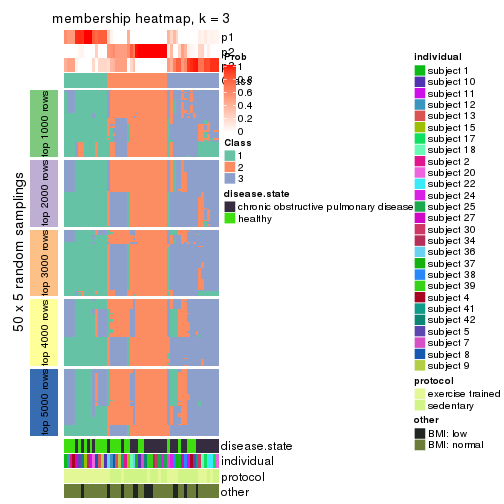 membership heatmap, k = 3
p1
p2
p3
Prob
1
0.8
0.6
0.4
0.2
0
Class
Class
1
2
3
disease.state
chronic obstructive pulmonary disease
healthy
50 x 5 random samplings
top 1000 rows
top 2000 rows
top 3000 rows
top 4000 rows
top 5000 rows
disease.state
individual
protocol
other
individual
subject 1
subject 10
subject 11
subject 12
subject 13
subject 15
subject 17
subject 18
subject 2
subject 20
subject 22
subject 24
subject 25
subject 27
subject 30
subject 34
subject 36
subject 37
subject 38
subject 39
subject 4
subject 41
subject 42
subject 5
subject 7
subject 8
subject 9
protocol
exercise trained
sedentary
other
BMI: low
BMI: normal